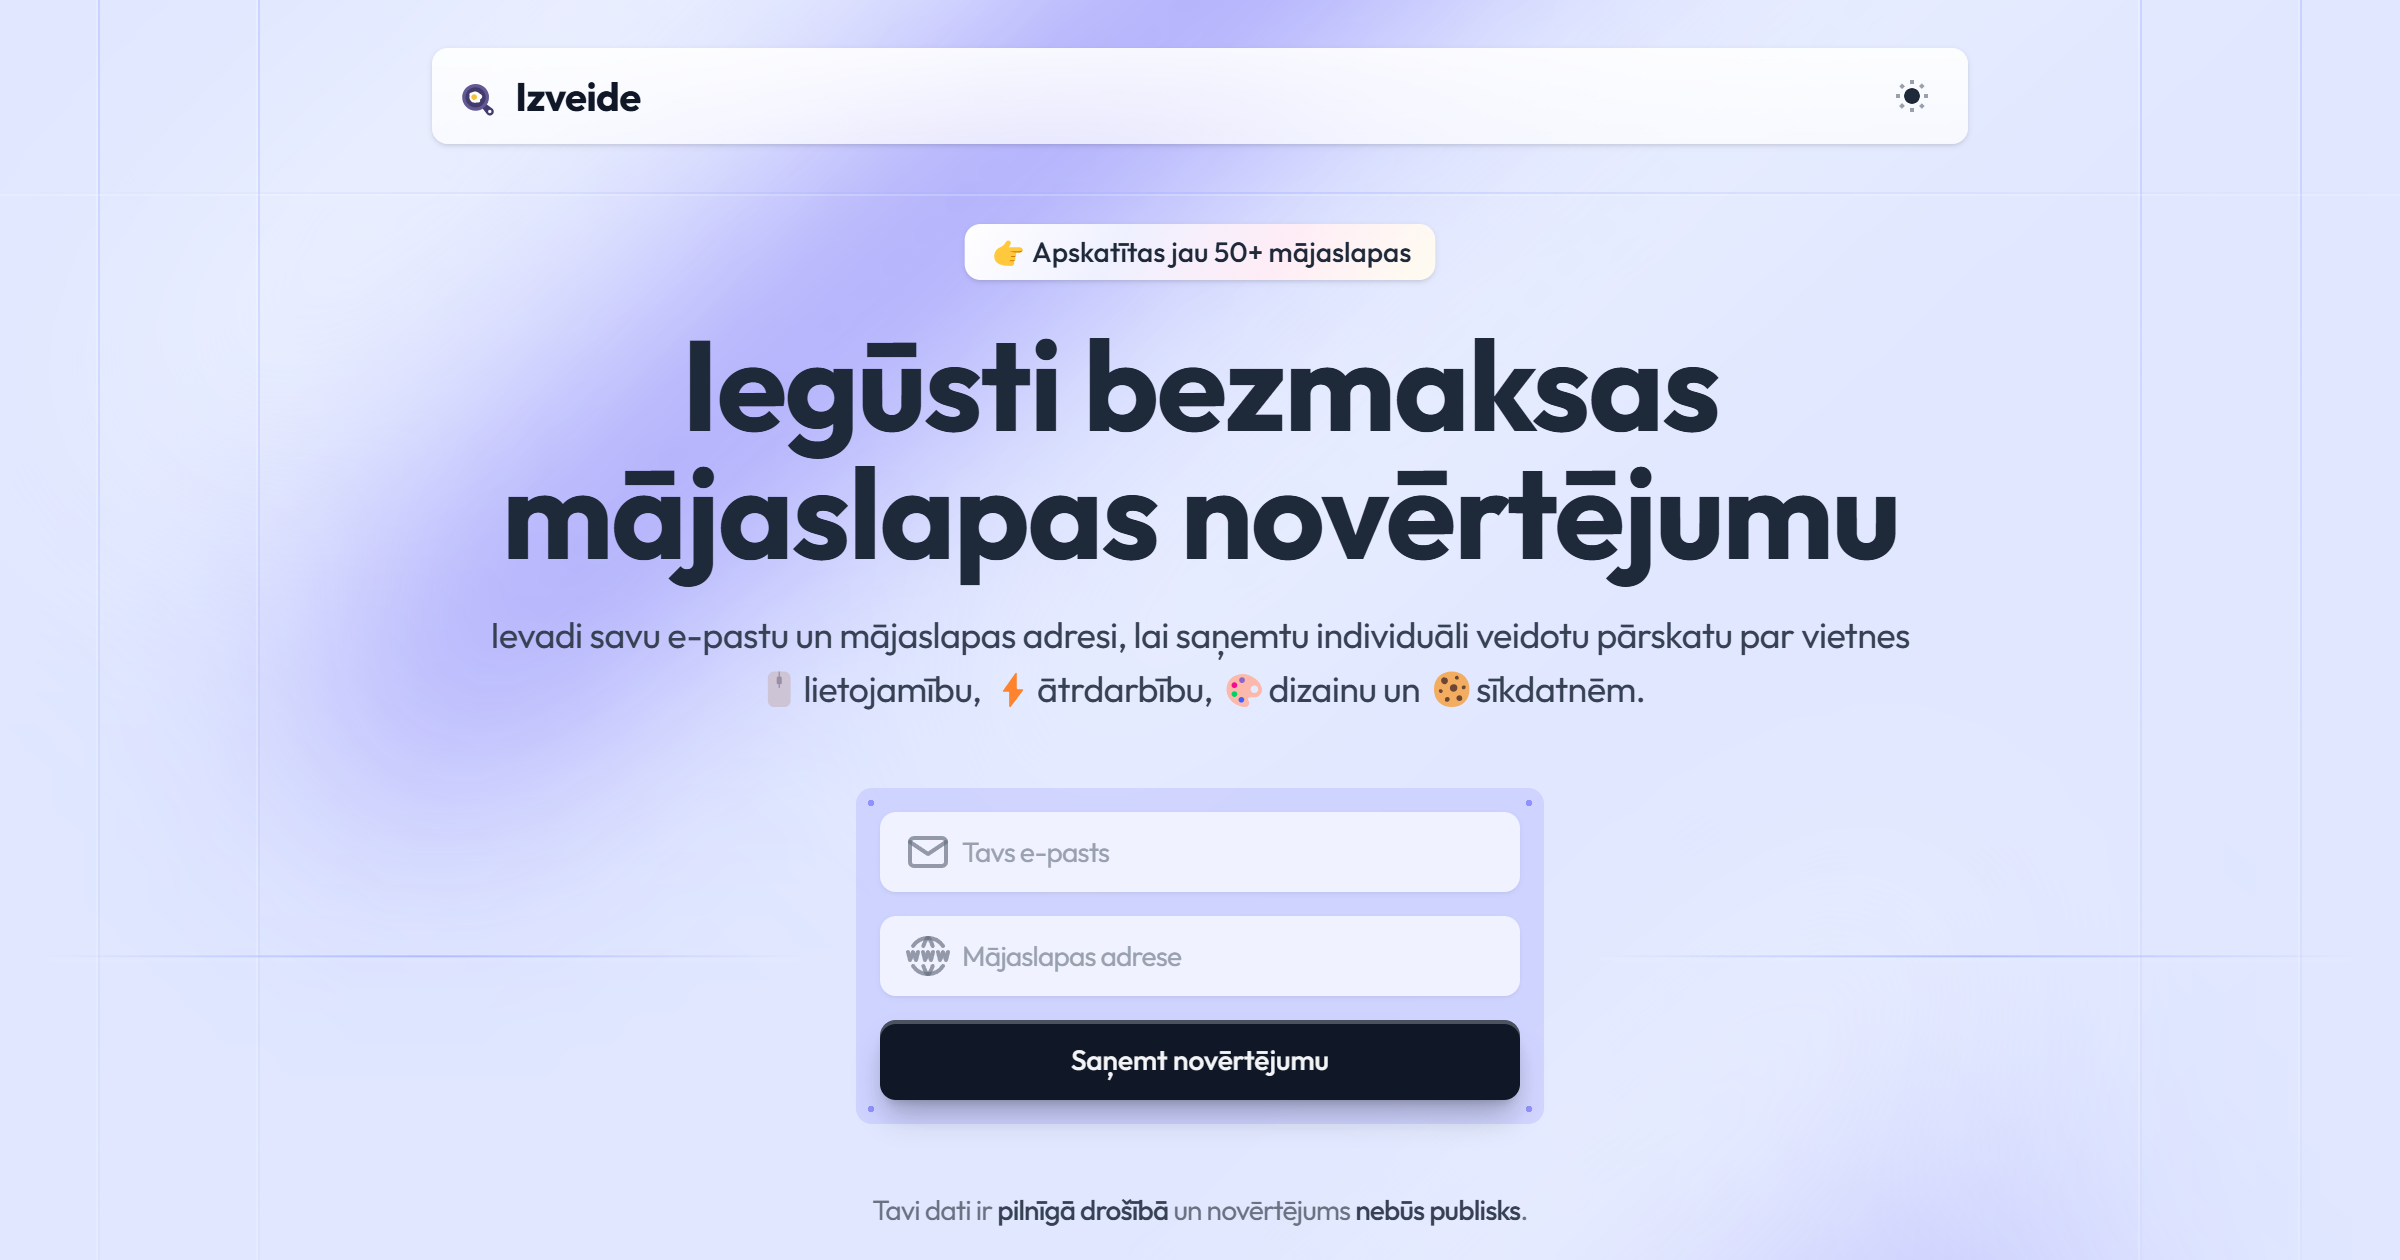 Izveide
👉 Apskatītas jau 50+ mājaslapas
Iegūsti bezmaksas
mājaslapas novērtējumu
Ievadi savu e-pastu un mājaslapas adresi, lai saņemtu individuāli veidotu pārskatu par vietnes
lietojamību, ⚡ ātrdarbību, 🎨 dizainu un 🍪 sīkdatnēm.
Tavs e-pasts
WWW Mājaslapas adrese
Saņemt novērtējumu
Tavi dati ir pilnīgā drošībā un novērtējums nebūs publisks.